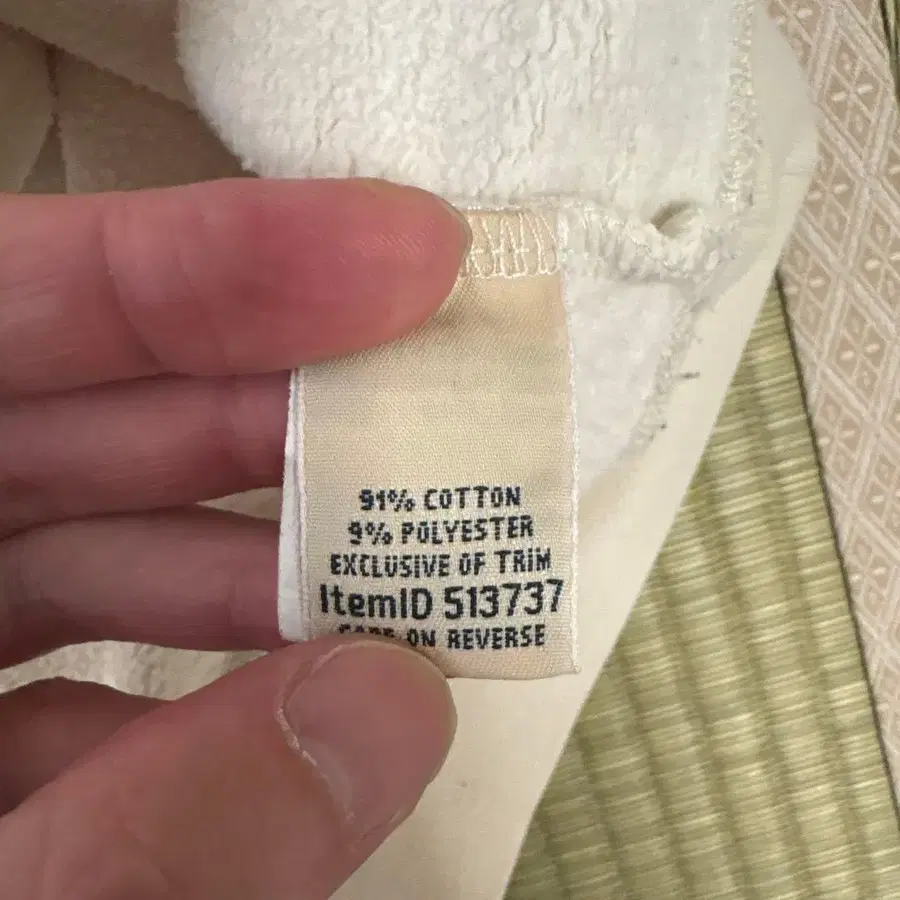 91% COTTON
9% POLYESTER
EXCLUSIVE OF TRIM
ItemID 513737
CARE ON REVERSE